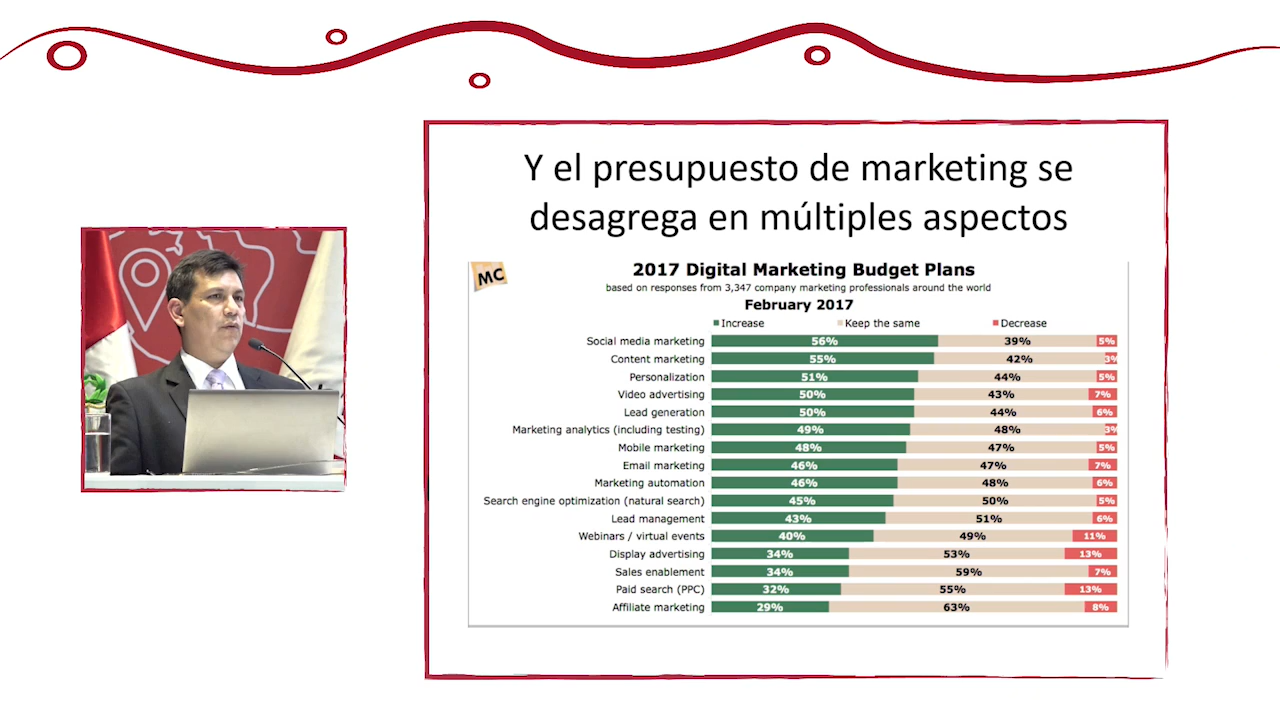 Y el presupuesto de marketing se
desagrega en múltiples aspectos
MC
2017 Digital Marketing Budget Plans
based on responses from 3,347 company marketing professionals around the world
February 2017
Increase Keep the same Decrease
Social media marketing 56% 39% 5%
Content marketing 55% 42% 3%
Personalization 51% 44% 5%
Video advertising 50% 43% 7%
Lead generation 50% 44% 6%
Marketing analytics (including testing) 49% 48% 3%
Mobile marketing 48% 47% 5%
Email marketing 46% 47% 7%
Marketing automation 46% 48% 6%
Search engine optimization (natural search) 45% 50% 5%
Lead management 43% 51% 6%
Webinars / virtual events 40% 49% 11%
Display advertising 34% 53% 13%
Sales enablement 34% 59% 7%
Paid search (PPC) 32% 55% 13%
Affiliate marketing 29% 63% 8%